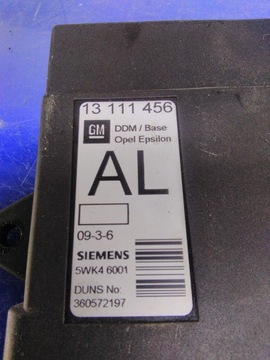 13 111 456
GM
DDM / Base
Opel Epsilon
AL
09-3-6
SIEMENS
5WK4 6001
DUNS No:
360572197